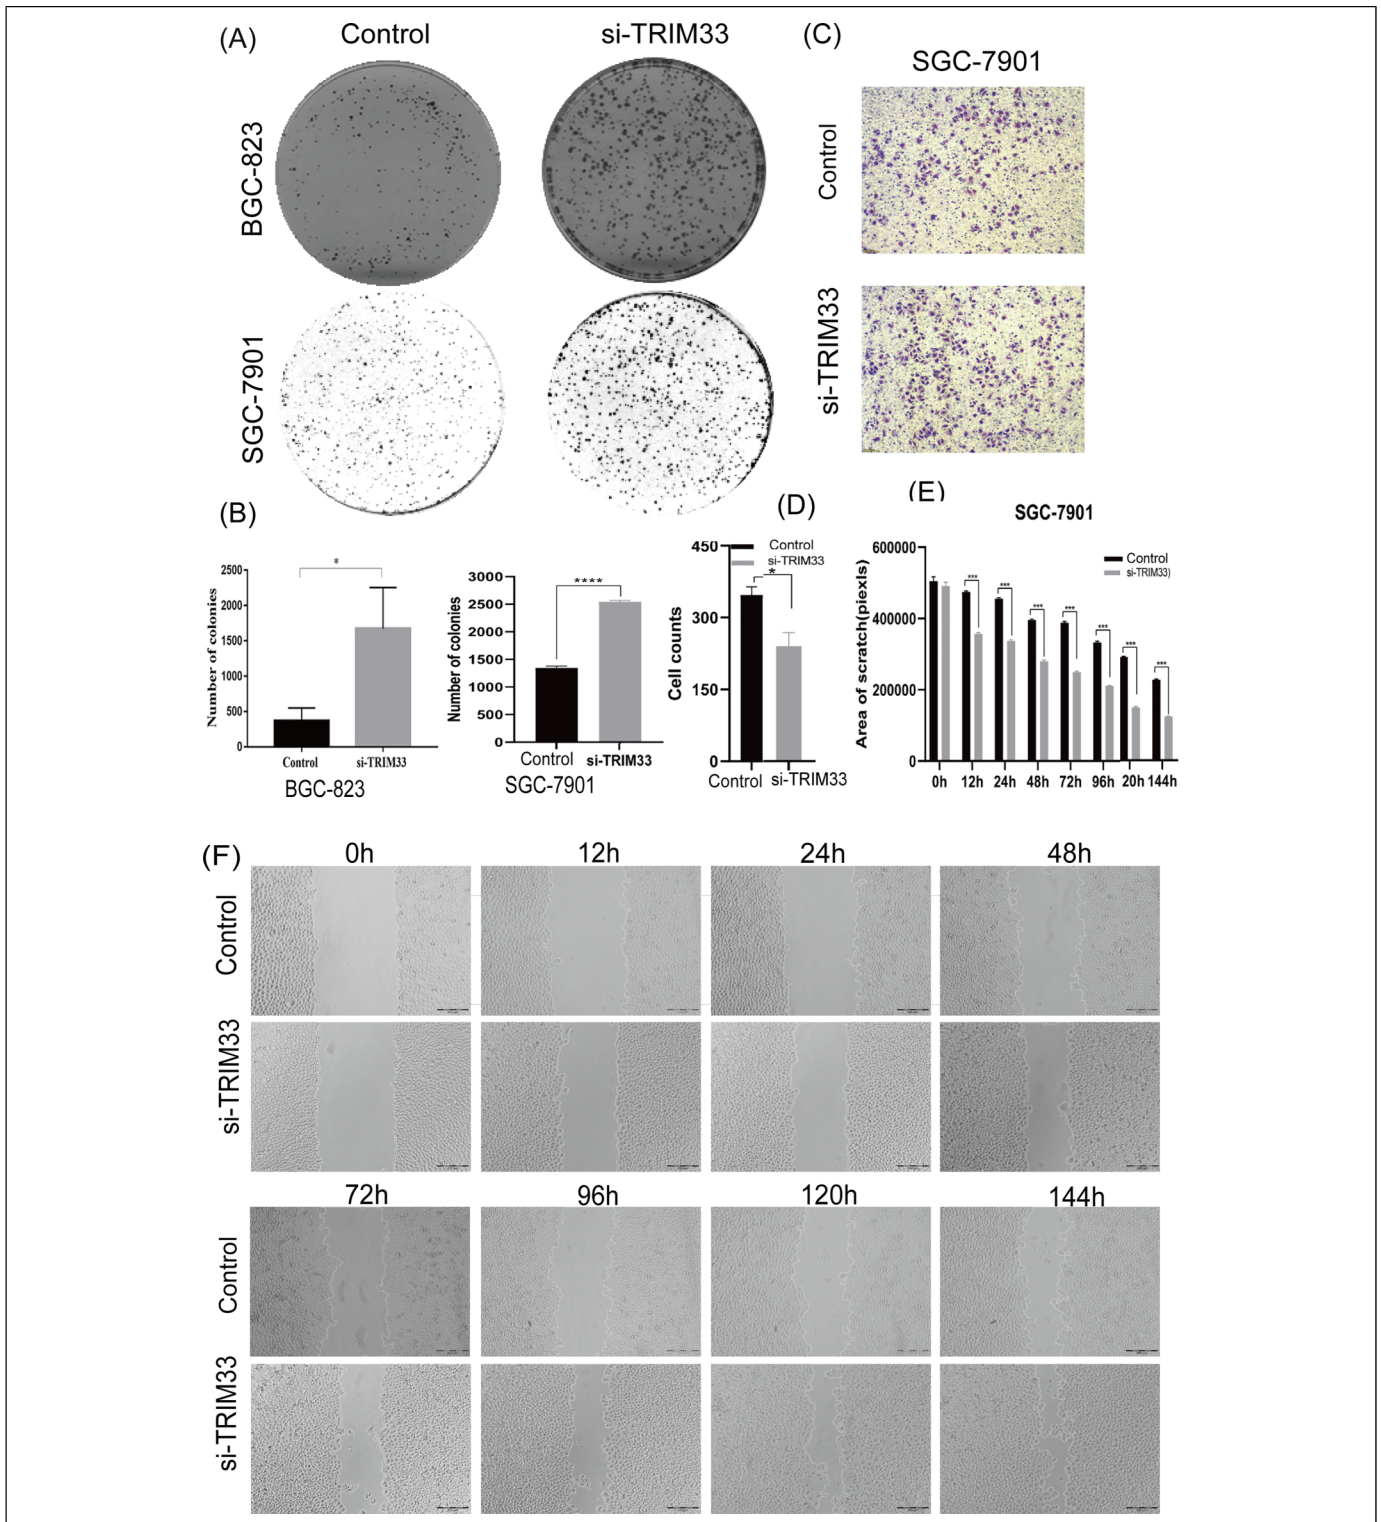 (A)
Control
si-TRIM33
BGC-823
SGC-7901
(C)
SGC-7901
Control
si-TRIM33
(B)
Number of colonies
2500
2000
1500
1000
500
0
*
Control
si-TRIM33
BGC-823
Number of colonies
3000
2500
2000
1500
1000
500
0
****
Control
si-TRIM33
SGC-7901
(D)
Cell counts
450
300
150
0
Control
si-TRIM33
*
Control
si-TRIM33
(E)
SGC-7901
Area of scratch(piexls)
600000
400000
200000
0
Control
si-TRIM33)
***
***
***
***
***
***
***
0h
12h
24h
48h
72h
96h
20h
144h
(F)
0h
12h
24h
48h
Control
si-TRIM33
72h
96h
120h
144h
Control
si-TRIM33